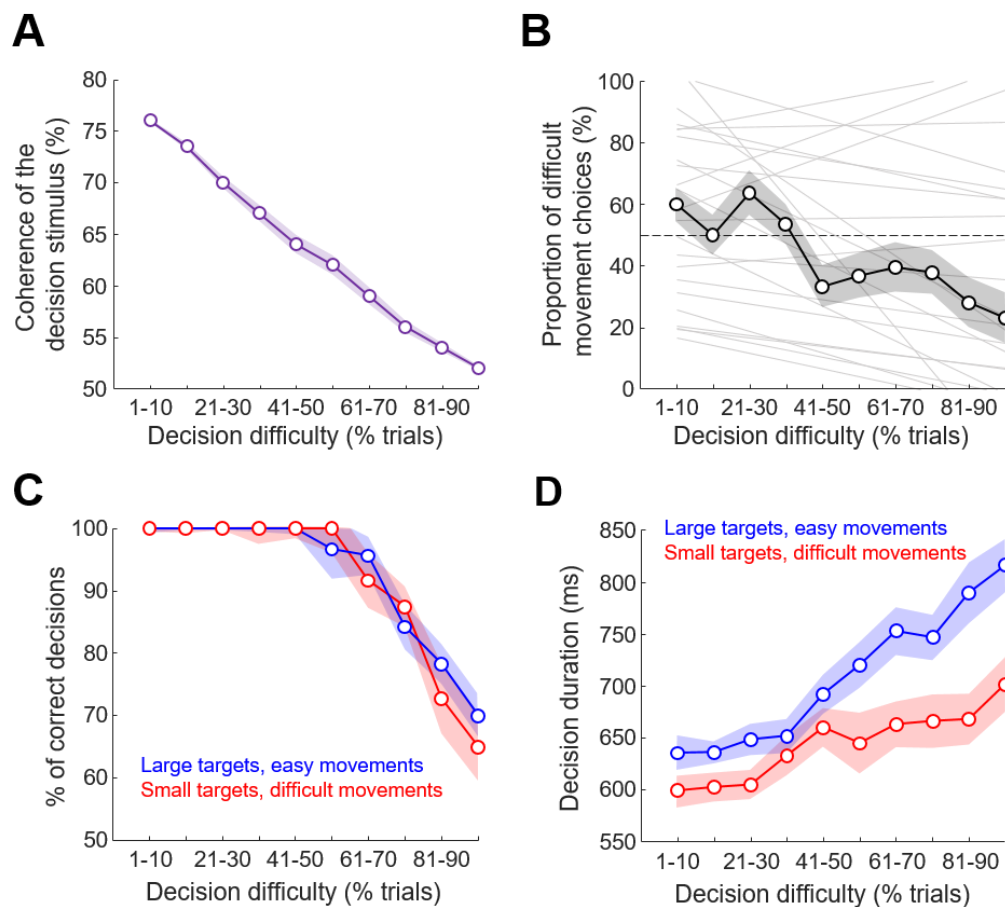 A
Coherence of the
decision stimulus (%)
80
75
70
65
60
55
50
1-10 21-30 41-50 61-70 81-90
Decision difficulty (% trials)
B
Proportion of difficult
movement choices (%)
100
80
60
40
20
0
1-10 21-30 41-50 61-70 81-90
Decision difficulty (% trials)
C
% of correct decisions
100
90
80
70
60
50
Large targets, easy movements
Small targets, difficult movements
1-10 21-30 41-50 61-70 81-90
Decision difficulty (% trials)
D
Decision duration (ms)
850
800
750
700
650
600
550
Large targets, easy movements
Small targets, difficult movements
1-10 21-30 41-50 61-70 81-90
Decision difficulty (% trials)